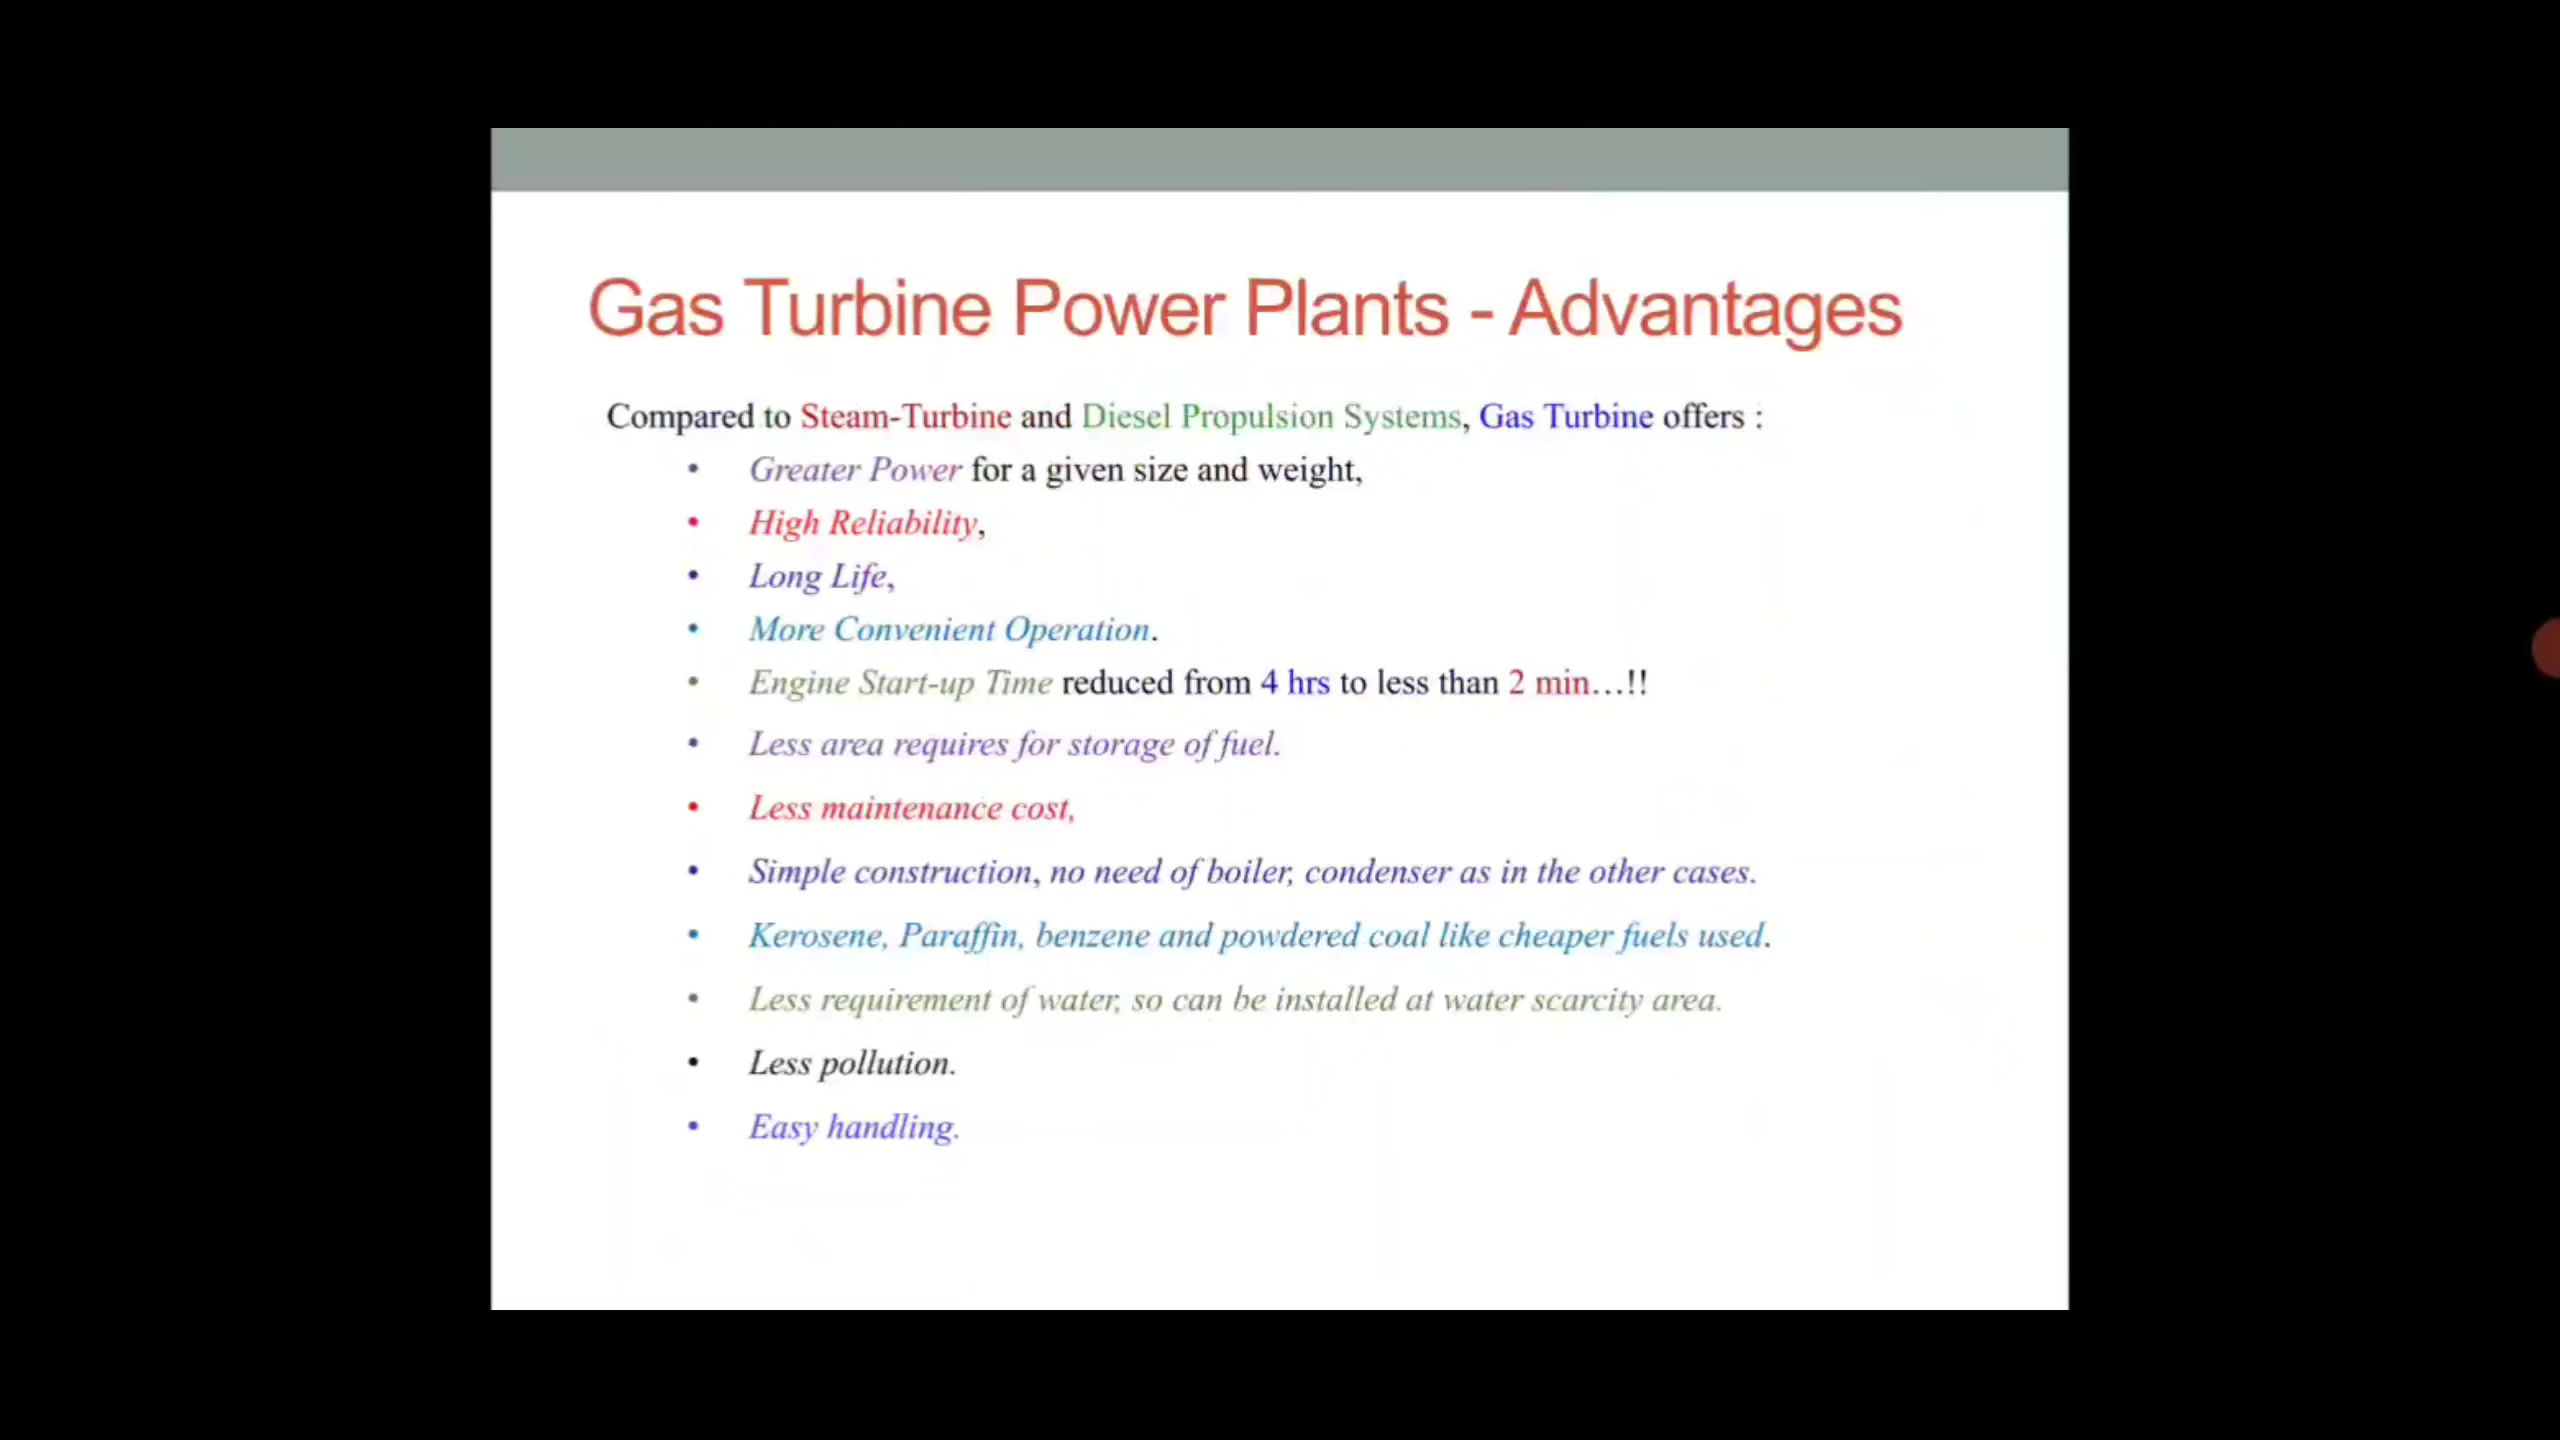 Gas Turbine Power Plants - Advantages
Compared to Steam-Turbine and Diesel Propulsion Systems, Gas Turbine offers :
• Greater Power for a given size and weight,
• High Reliability,
• Long Life,
• More Convenient Operation.
• Engine Start-up Time reduced from 4 hrs to less than 2 min…!!
• Less area requires for storage of fuel.
• Less maintenance cost,
• Simple construction, no need of boiler, condenser as in the other cases.
• Kerosene, Paraffin, benzene and powdered coal like cheaper fuels used.
• Less requirement of water, so can be installed at water scarcity area.
• Less pollution.
• Easy handling.